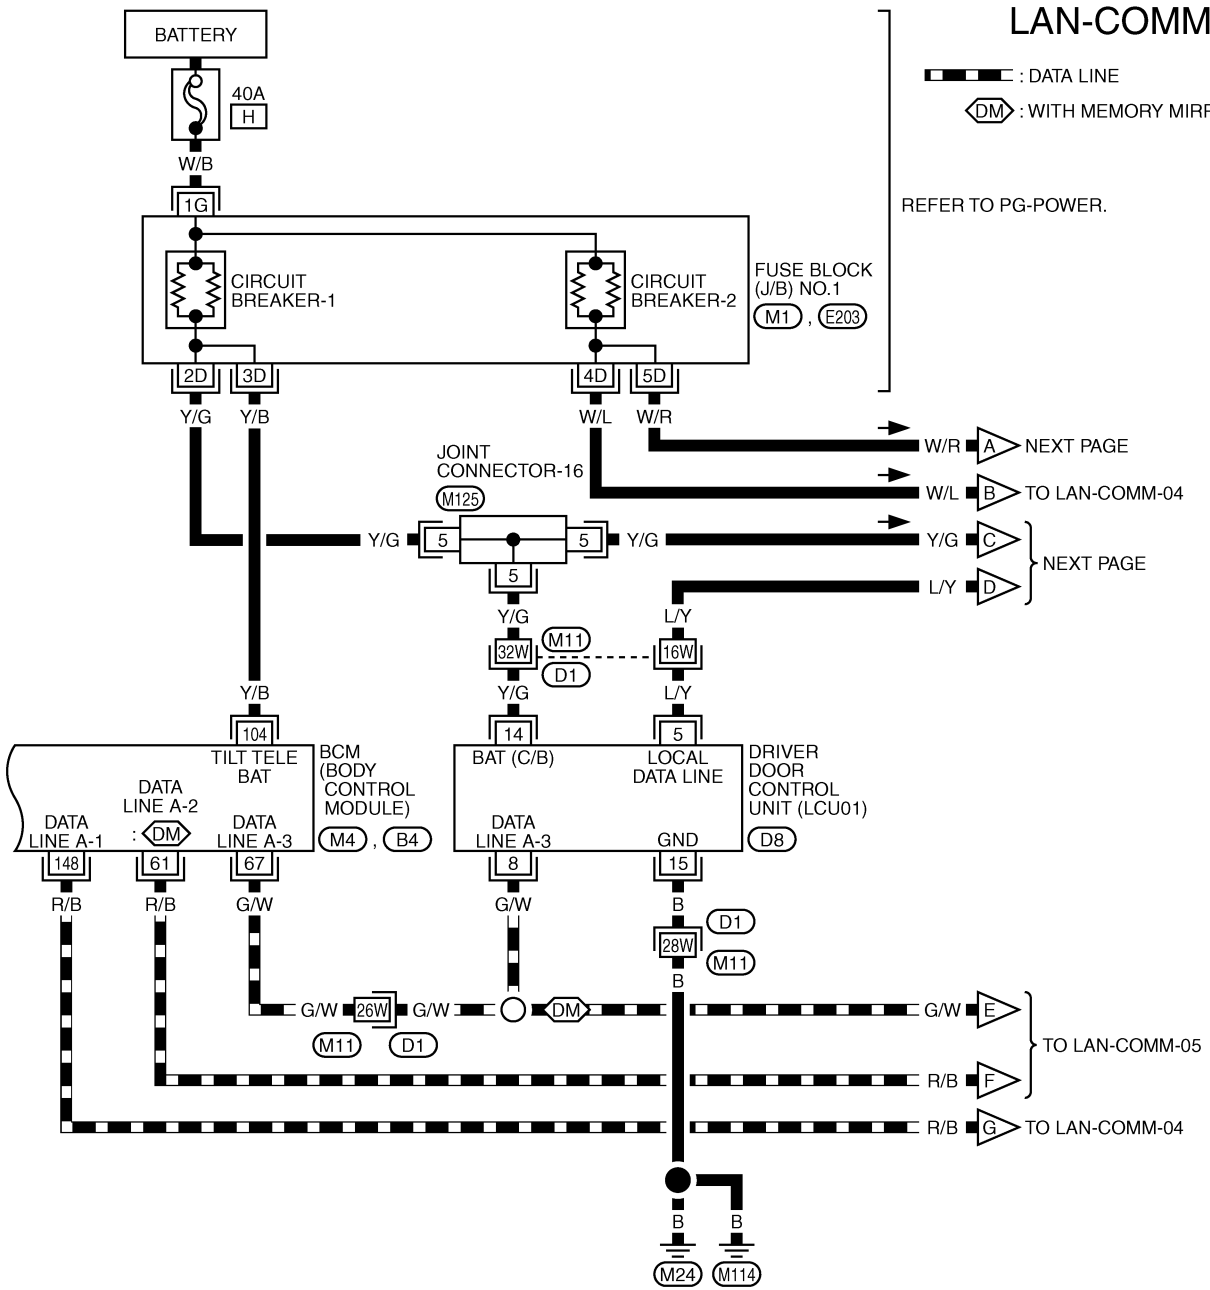 LAN-COMM
BATTERY
: DATA LINE
40A
H
DM : WITH MEMORY MIRR
W/B
1G
REFER TO PG-POWER.
CIRCUIT
BREAKER-1
CIRCUIT
BREAKER-2
FUSE BLOCK
(J/B) NO.1
M1 , E203
2D 3D 4D 5D
Y/G Y/B W/L W/R
W/R A NEXT PAGE
JOINT
CONNECTOR-16
M125
W/L B TO LAN-COMM-04
Y/G 5 5 Y/G Y/G C
NEXT PAGE
5
L/Y D
Y/G L/Y
M11
32W 16W
D1
Y/B Y/G L/Y
104 14 5
TILT TELE
BAT
BCM
(BODY
CONTROL
MODULE)
M4 , B4
BAT (C/B)
LOCAL
DATA LINE
DRIVER
DOOR
CONTROL
UNIT (LCU01)
D8
DATA
LINE A-1
DATA
LINE A-2
: DM
DATA
LINE A-3
DATA
LINE A-3
GND
148 61 67 8 15
R/B R/B G/W G/W B
D1
28W
M11
B
G/W 26W G/W DM G/W E
M11 D1
TO LAN-COMM-05
R/B F
R/B G TO LAN-COMM-04
B B
M24 M114